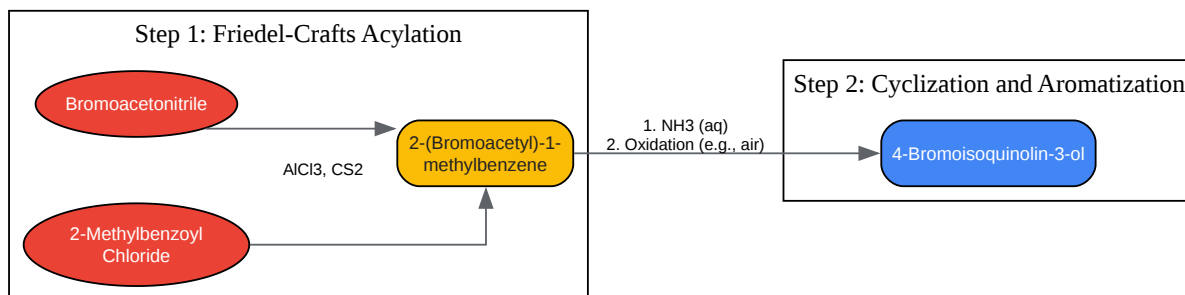 Step 1: Friedel-Crafts Acylation
Bromoacetonitrile
AlCl3, CS2
2-Methylbenzoyl
Chloride
2-(Bromoacetyl)-1-
methylbenzene
1. NH3 (aq)
2. Oxidation (e.g., air)
Step 2: Cyclization and Aromatization
4-Bromoisoquinolin-3-ol